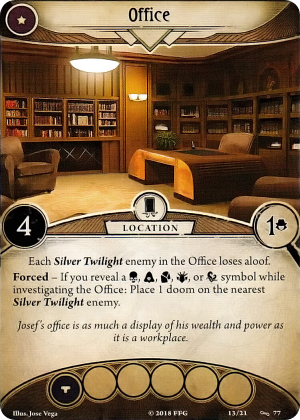 Office
4
LOCATION
1
Each Silver Twilight enemy in the Office loses aloof.
Forced – If you reveal a , , , , or symbol while
investigating the Office: Place 1 doom on the nearest
Silver Twilight enemy.
Josef's office is as much a display of his wealth and power as
it is a workplace.
Illus. Jose Vega
© 2018 FFG
13/21
77